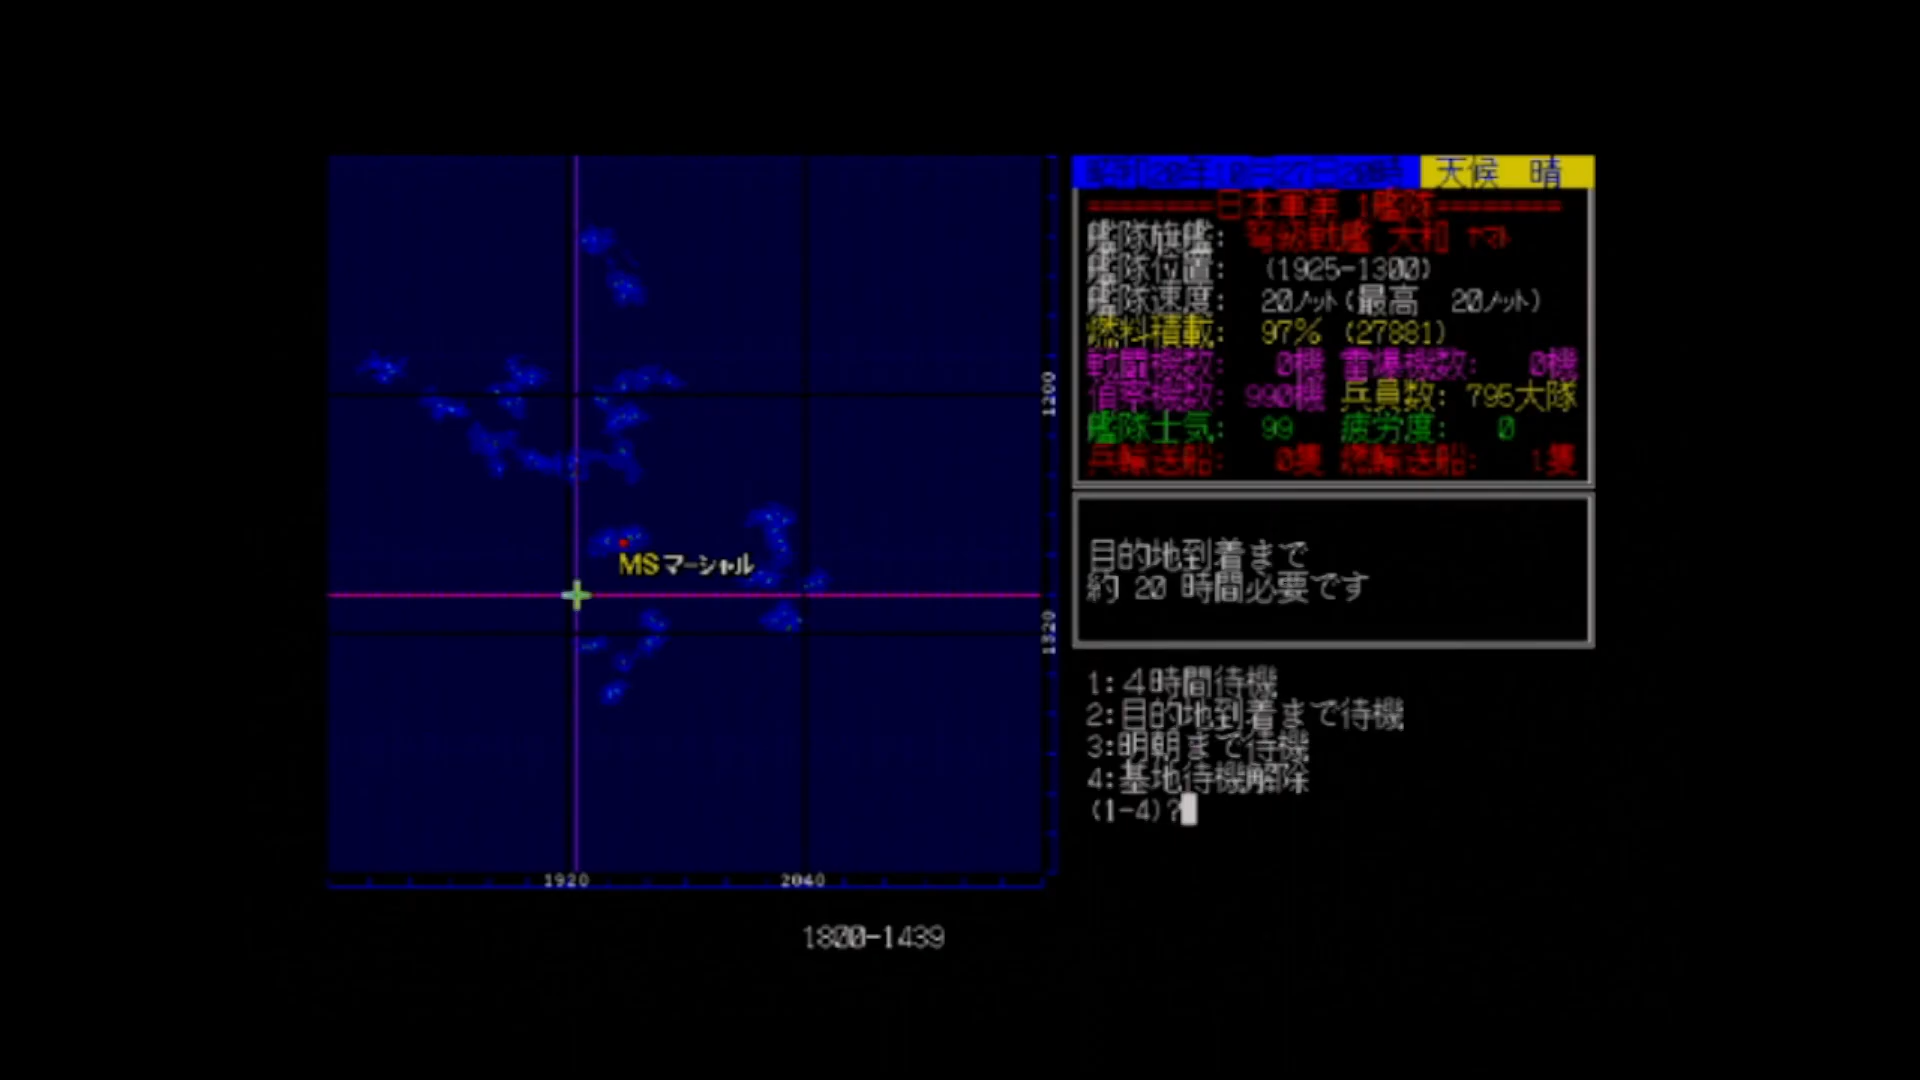 天候 晴
========日本軍第 1艦隊========
艦隊旗艦: 弩級戦艦 大和 ヤマト
艦隊位置: (1925-1300)
艦隊速度: 20ノット(最高 20ノット)
燃料積載: 97% (27881)
戦闘機数: 0機 雷爆機数: 0機
偵察機数: 990機 兵員数: 795大隊
艦隊士気: 99 疲労度: 0
兵輸送船: 0隻 燃輸送船: 1隻
目的地到着まで
約 20 時間必要です
1:4時間待機
2:目的地到着まで待機
3:明朝まで待機
4:基地待機解除
(1-4)?
MSマーシャル
1200
1320
1920 2040
1800-1439